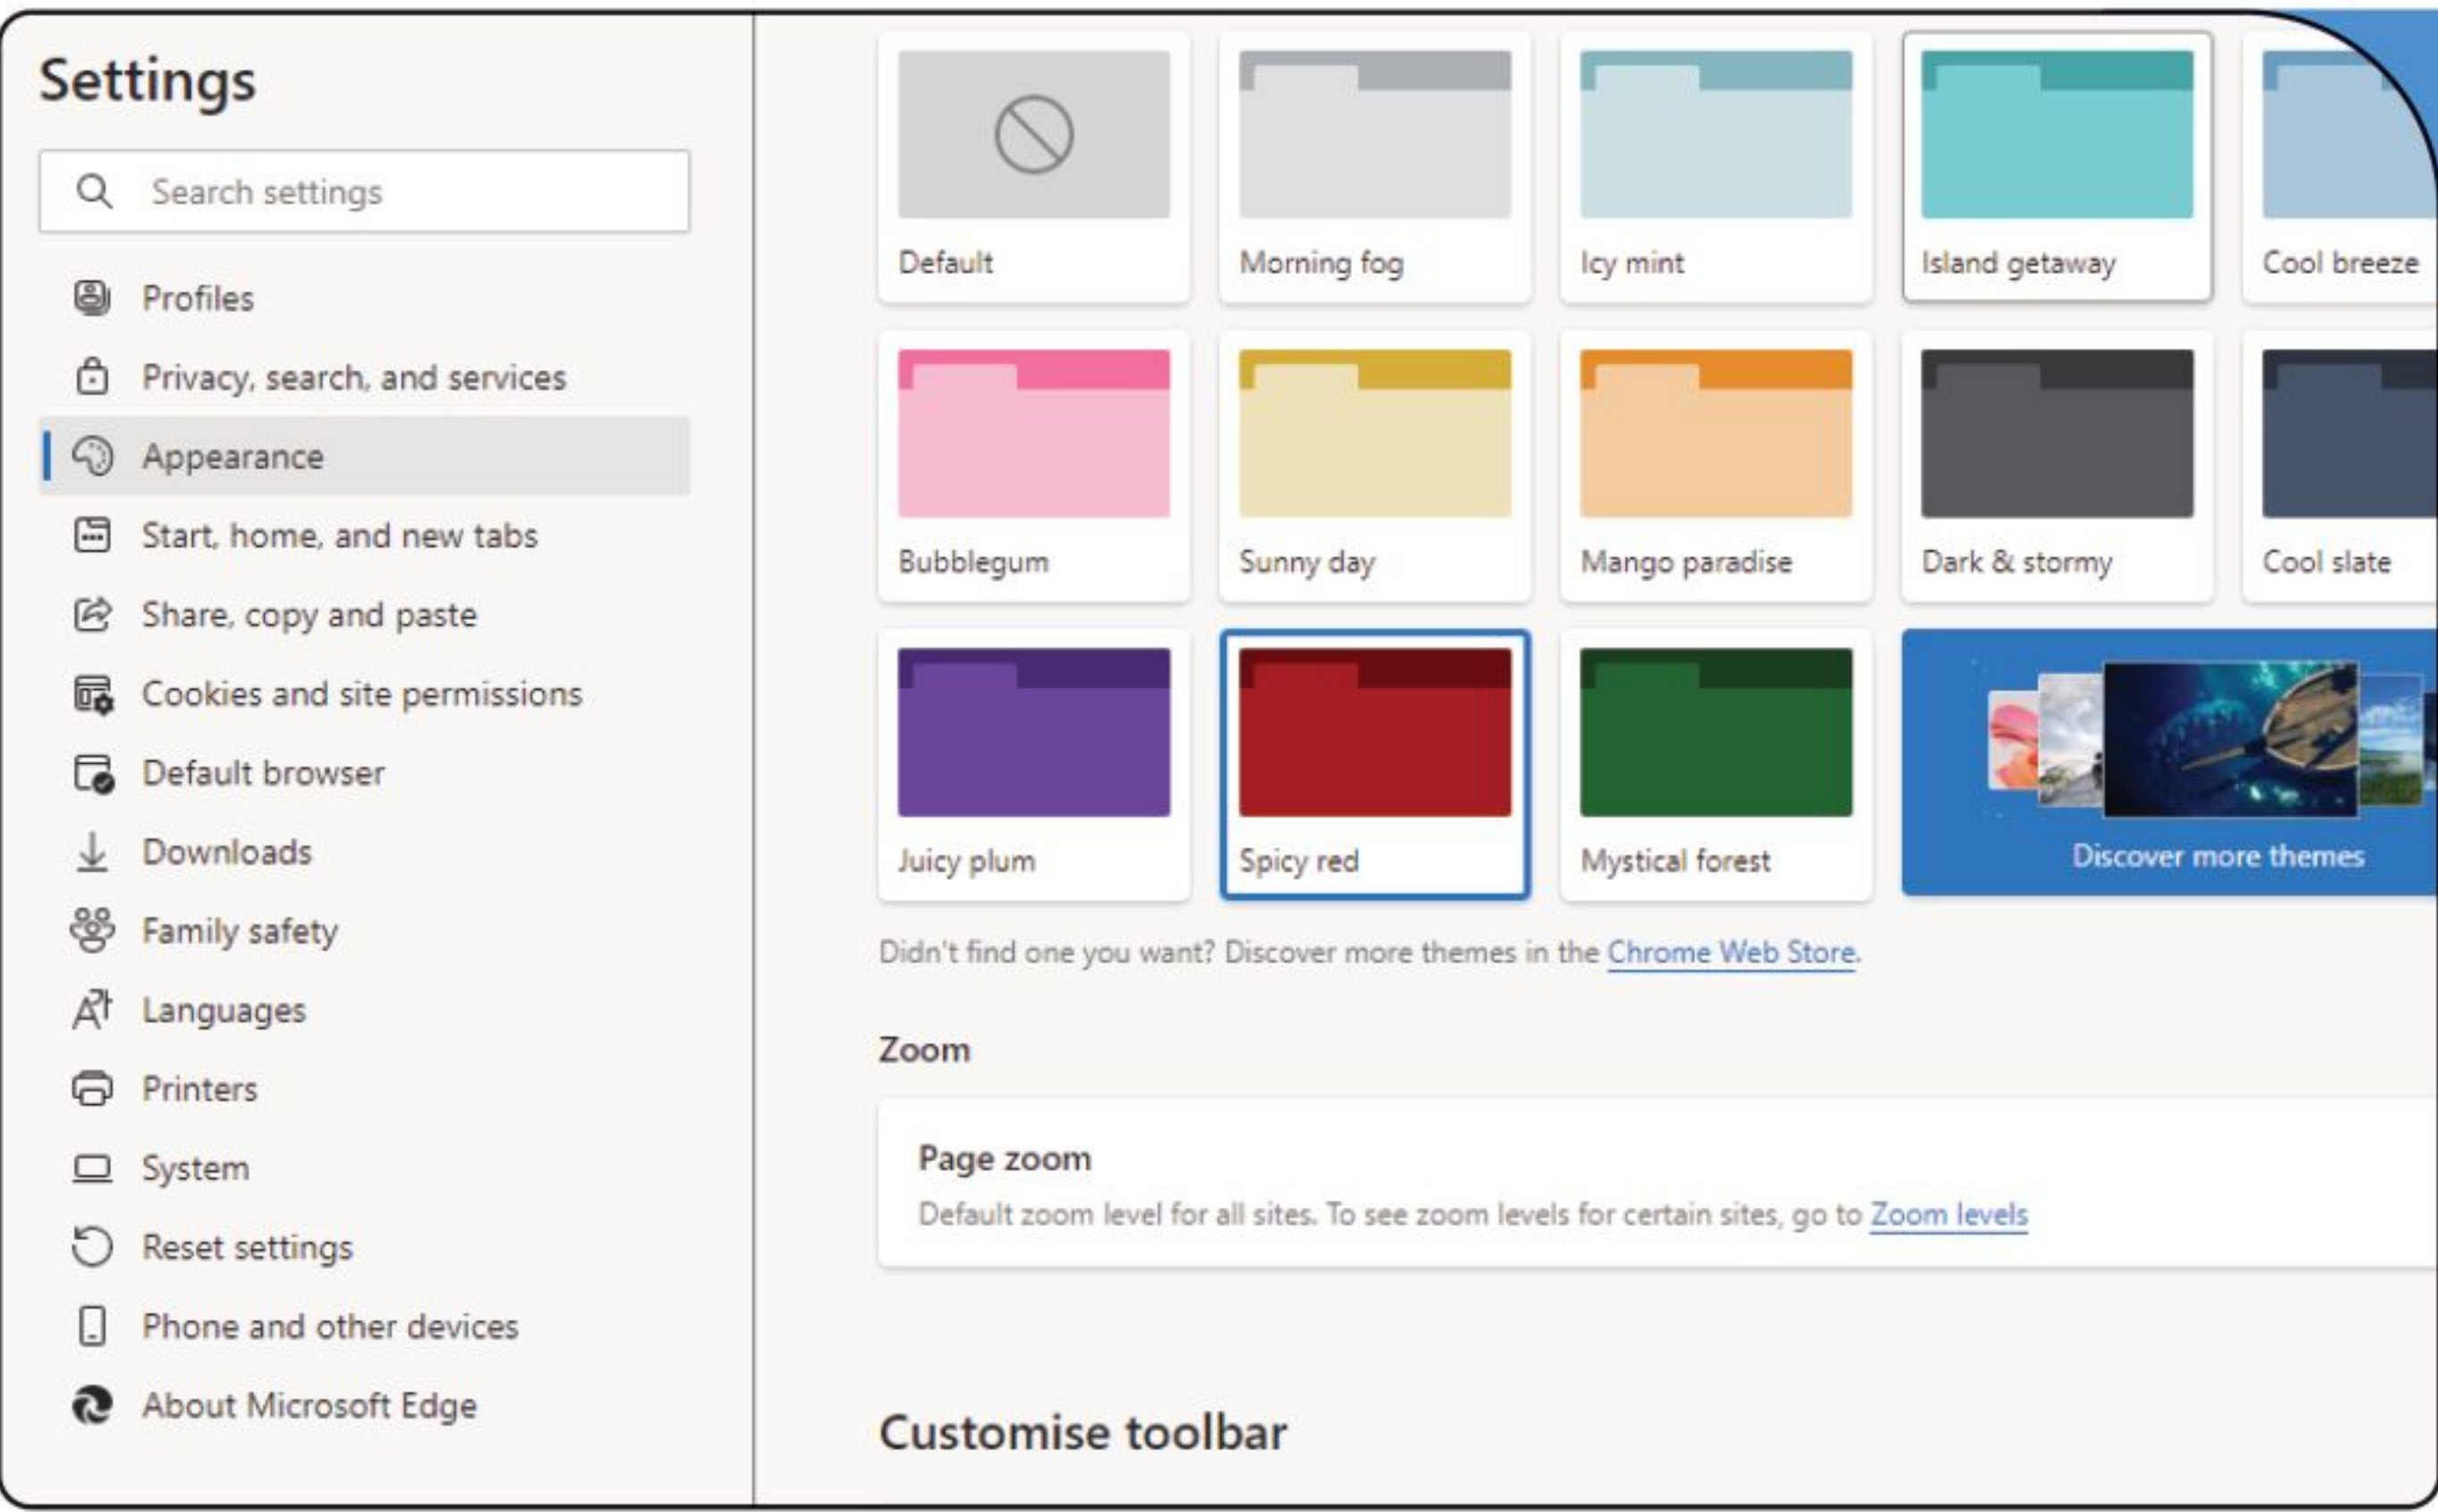 Settings
Search settings
Profiles
Privacy, search, and services
Appearance
Start, home, and new tabs
Share, copy and paste
Cookies and site permissions
Default browser
Downloads
Family safety
Languages
Printers
System
Reset settings
Phone and other devices
About Microsoft Edge
Default
Morning fog
Icy mint
Island getaway
Cool breeze
Bubblegum
Sunny day
Mango paradise
Dark & stormy
Cool slate
Juicy plum
Spicy red
Mystical forest
Discover more themes
Didn't find one you want? Discover more themes in the Chrome Web Store.
Zoom
Page zoom
Default zoom level for all sites. To see zoom levels for certain sites, go to Zoom levels
Customise toolbar